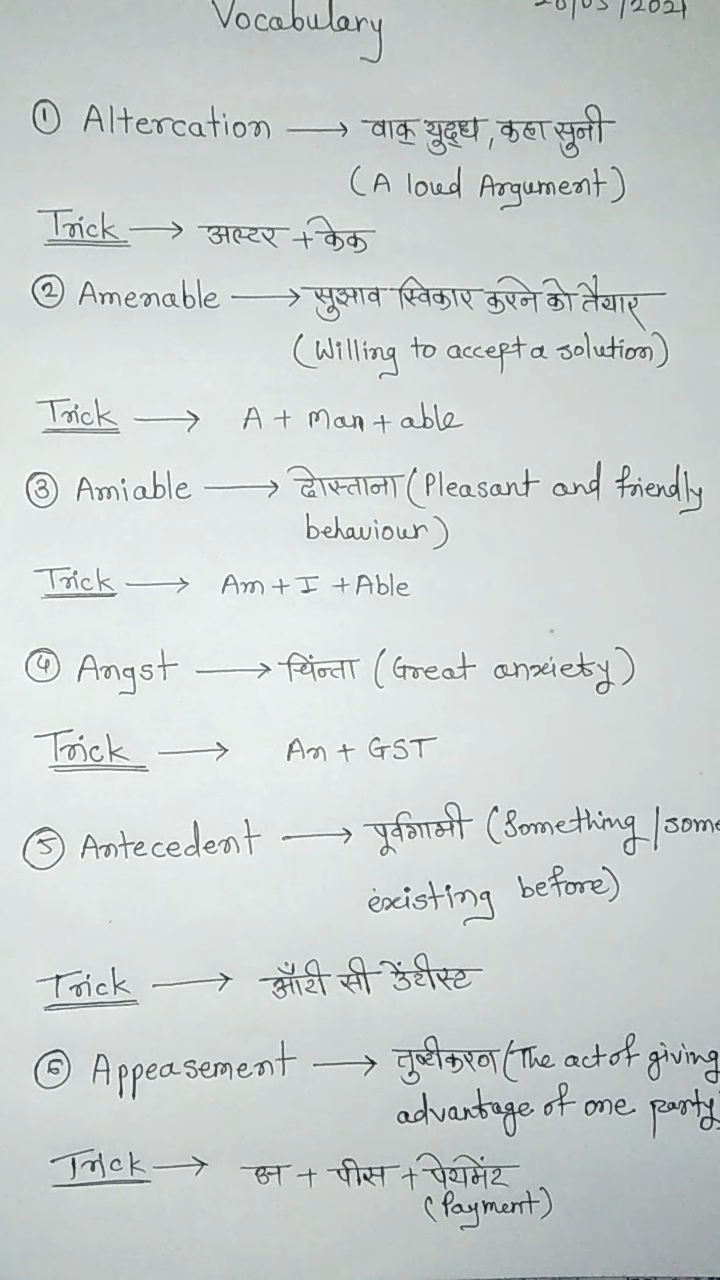 Vocabulary
① Altercation → वाक् युद्ध, कहा सुनी
(A loud Argument)
Trick → अल्टर + केक
② Amenable → सुझाव स्विकार करने को तैयार
(Willing to accept a solution)
Trick → A + Man + able
③ Amiable → दोस्ताना (Pleasant and friendly
behaviour)
Trick → Am + I + Able
④ Angst → चिंन्ता (Great anxiety)
Trick → An + GST
⑤ Antecedent → पूर्वगामी (Something / some
existing before)
Trick → आँटी सी डेंटीस्ट
⑥ Appeasement → तुष्टीकरण (The act of giving
advantage of one party
Trick → + पीस + पेयमेंट
(Payment)